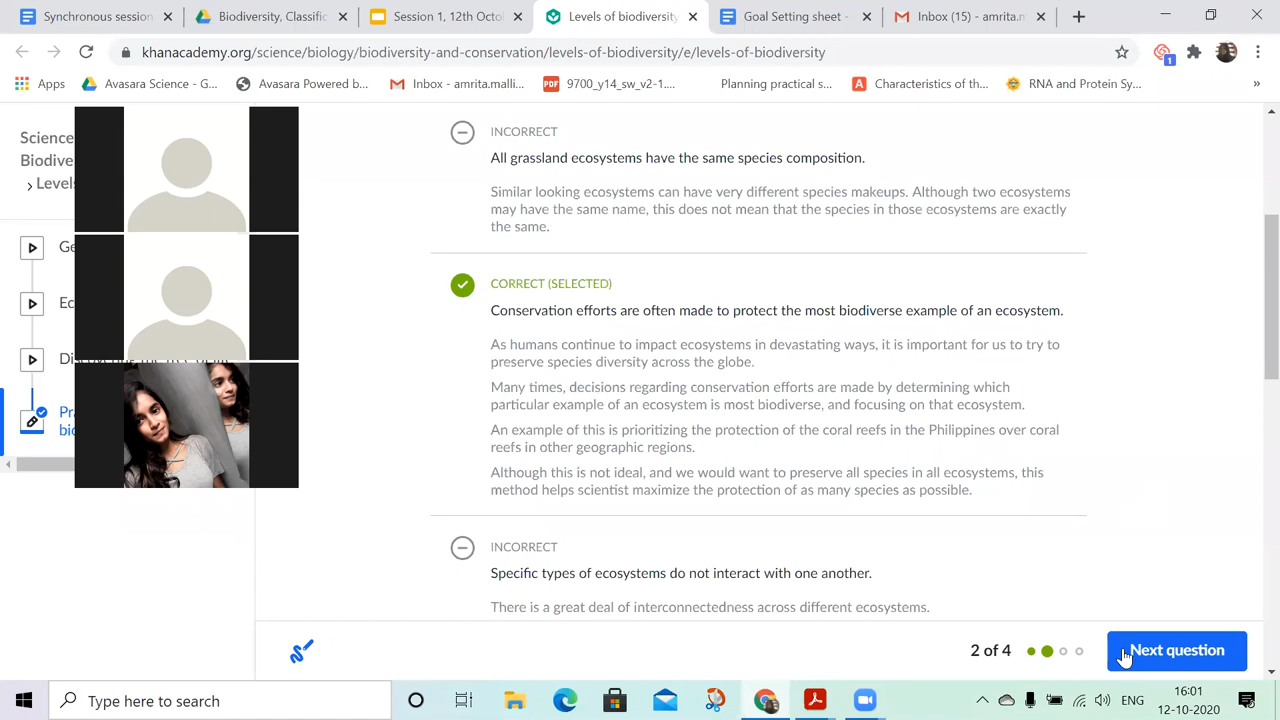 Synchronous session
Biodiversity, Classific
Session 1, 12th Octol
Levels of biodiversity
Goal Setting sheet -
Inbox (15) - amrita.m
khanacademy.org/science/biology/biodiversity-and-conservation/levels-of-biodiversity/e/levels-of-biodiversity
1
Apps
Avasara Science - G...
Avasara Powered b...
Inbox - amrita.malli...
PDF
9700_y14_sw_v2-1....
Planning practical s...
A
Characteristics of th...
RNA and Protein Sy...
»
Science
Biodive
Levels
Ge
Ec
Pra
bio
INCORRECT
All grassland ecosystems have the same species composition.
Similar looking ecosystems can have very different species makeups. Although two ecosystems
may have the same name, this does not mean that the species in those ecosystems are exactly
the same.
CORRECT (SELECTED)
Conservation efforts are often made to protect the most biodiverse example of an ecosystem.
As humans continue to impact ecosystems in devastating ways, it is important for us to try to
preserve species diversity across the globe.
Many times, decisions regarding conservation efforts are made by determining which
particular example of an ecosystem is most biodiverse, and focusing on that ecosystem.
An example of this is prioritizing the protection of the coral reefs in the Philippines over coral
reefs in other geographic regions.
Although this is not ideal, and we would want to preserve all species in all ecosystems, this
method helps scientist maximize the protection of as many species as possible.
INCORRECT
Specific types of ecosystems do not interact with one another.
There is a great deal of interconnectedness across different ecosystems.
2 of 4
Next question
Type here to search
ENG
16:01
12-10-2020